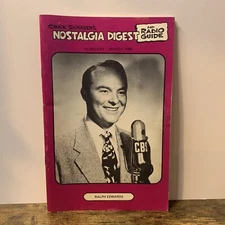 CHUCK SCHADEN'S
NOSTALGIA DIGEST
AND
RADIO
GUIDE
CBS
RALPH EDWARDS